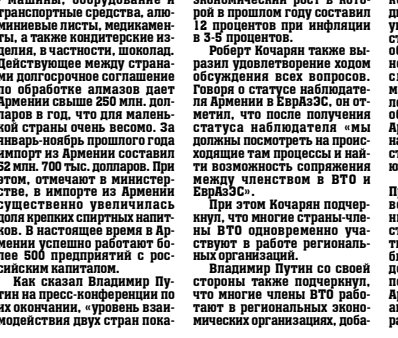 машины, оборудование и
транспортные средства, алю-
миниевые листы, медикамен-
ты, а также кондитерские из-
делия, в частности, шоколад.
Действующее между страна-
ми долгосрочное соглашение
по обработке алмазов дает
Армении свыше 250 млн. дол-
ларов в год, что для малень-
кой страны очень весомо. За
январь-ноябрь прошлого года
импорт из Армении составил
62 млн. 700 тыс. долларов. При
этом, отмечают в министер-
стве, в импорте из Армении
существенно увеличилась
доля крепких спиртных напит-
ков. В настоящее время в Ар-
мении успешно работают бо-
лее 500 предприятий с рос-
сийским капиталом.
Как сказал Владимир Пу-
тин на пресс-конференции по
их окончании, «уровень взаи-
модействия двух стран пока-
экономический рост в кото-
рой в прошлом году составил
12 процентов при инфляции
в 3-5 процентов.
Роберт Кочарян также вы-
разил удовлетворение ходом
обсуждения всех вопросов.
Говоря о статусе наблюдате-
ля Армении в ЕврАзЭС, он от-
метил, что после получения
статуса наблюдателя «мы
должны посмотреть на проис-
ходящие там процессы и най-
ти возможность сопряжения
между членством в ВТО и
ЕврАзЭС».
При этом Кочарян подчер-
кнул, что многие страны-чле-
ны ВТО одновременно уча-
ствуют в работе региональ-
ных организаций.
Владимир Путин со своей
стороны также подчеркнул,
что многие члены ВТО рабо-
тают в региональных эконо-
мических организациях, доба-